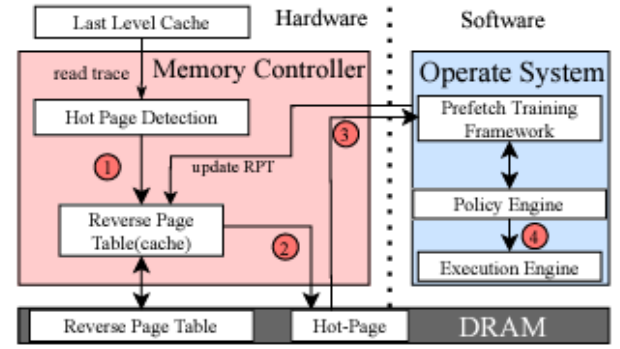 Last Level Cache
Hardware
Software
read trace
Memory Controller
Operate System
Hot Page Detection
Prefetch Training
Framework
1
3
update RPT
Reverse Page
Table(cache)
2
Policy Engine
4
Execution Engine
Reverse Page Table
Hot-Page
DRAM